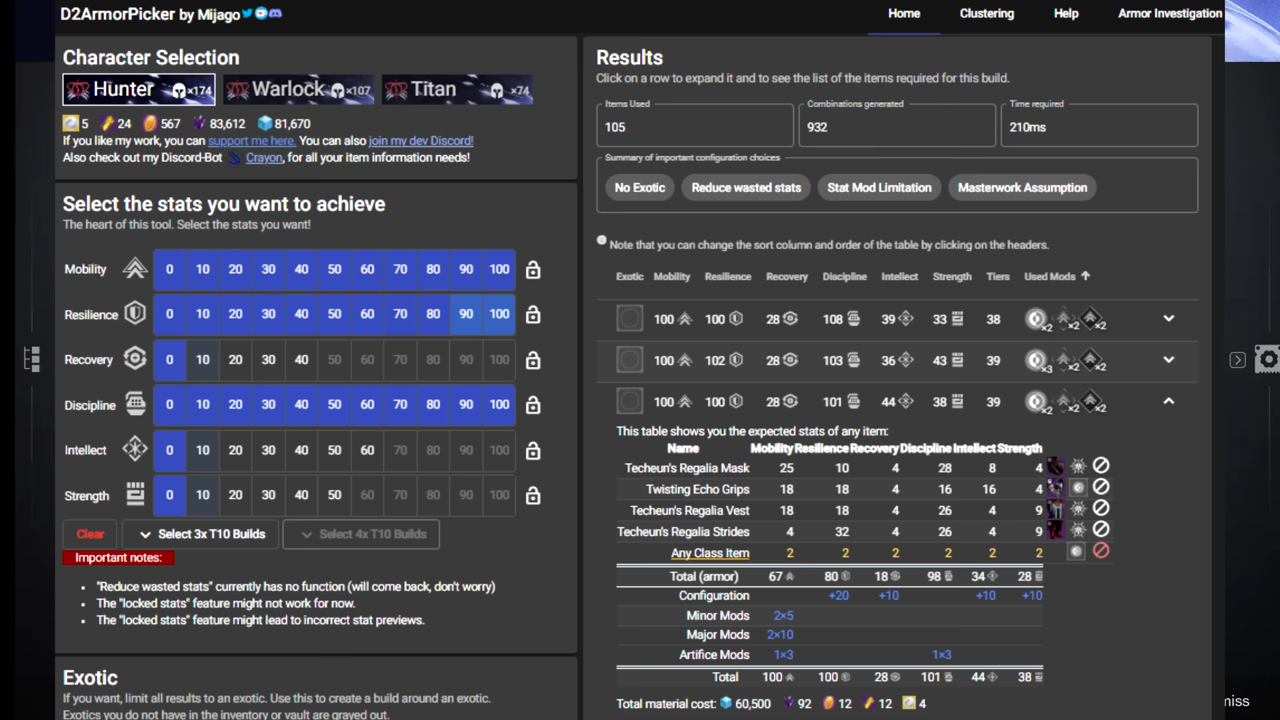 D2ArmorPicker by Mijago
Home Clustering Help Armor Investigation
Character Selection
Hunter ×174 Warlock ×107 Titan ×74
5 24 567 83,612 81,670
If you like my work, you can support me here. You can also join my dev Discord!
Also check out my Discord-Bot Crayon, for all your item information needs!
Select the stats you want to achieve
The heart of this tool. Select the stats you want!
Mobility 0 10 20 30 40 50 60 70 80 90 100
Resilience 0 10 20 30 40 50 60 70 80 90 100
Recovery 0 10 20 30 40 50 60 70 80 90 100
Discipline 0 10 20 30 40 50 60 70 80 90 100
Intellect 0 10 20 30 40 50 60 70 80 90 100
Strength 0 10 20 30 40 50 60 70 80 90 100
Clear Select 3x T10 Builds Select 4x T10 Builds
Important notes:
• "Reduce wasted stats" currently has no function (will come back, don't worry)
• The "locked stats" feature might not work for now.
• The "locked stats" feature might lead to incorrect stat previews.
Exotic
If you want, limit all results to an exotic. Use this to create a build around an exotic.
Exotics you do not have in the inventory or vault are grayed out.
Results
Click on a row to expand it and to see the list of the items required for this build.
Items Used Combinations generated Time required
105 932 210ms
Summary of important configuration choices
No Exotic Reduce wasted stats Stat Mod Limitation Masterwork Assumption
Note that you can change the sort column and order of the table by clicking on the headers.
Exotic Mobility Resilience Recovery Discipline Intellect Strength Tiers Used Mods
100 100 28 108 39 33 38 x2 x2 x2
100 102 28 103 36 43 39 x3 x2 x2
100 100 28 101 44 38 39 x2 x2 x2
This table shows you the expected stats of any item:
Name Mobility Resilience Recovery Discipline Intellect Strength
Techeun's Regalia Mask 25 10 4 28 8 4
Twisting Echo Grips 18 18 4 16 16 4
Techeun's Regalia Vest 18 18 4 26 4 9
Techeun's Regalia Strides 4 32 4 26 4 9
Any Class Item 2 2 2 2 2 2
Total (armor) 67 80 18 98 34 28
Configuration +20 +10 +10 +10
Minor Mods 2×5
Major Mods 2×10
Artifice Mods 1×3 1×3
Total 100 100 28 101 44 38
Total material cost: 60,500 92 12 12 4
miss